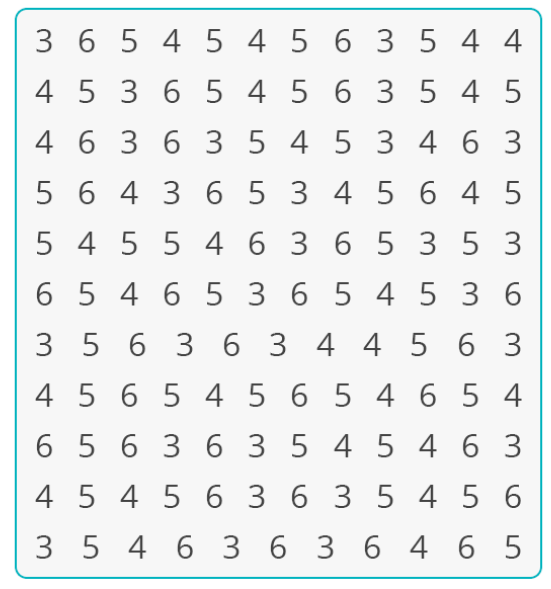 3 6 5 4 5 4 5 6 3 5 4 4
4 5 3 6 5 4 5 6 3 5 4 5
4 6 3 6 3 5 4 5 3 4 6 3
5 6 4 3 6 5 3 4 5 6 4 5
5 4 5 5 4 6 3 6 5 3 5 3
6 5 4 6 5 3 6 5 4 5 3 6
3 5 6 3 6 3 4 4 5 6 3
4 5 6 5 4 5 6 5 4 6 5 4
6 5 6 3 6 3 5 4 5 4 6 3
4 5 4 5 6 3 6 3 5 4 5 6
3 5 4 6 3 6 3 6 4 6 5